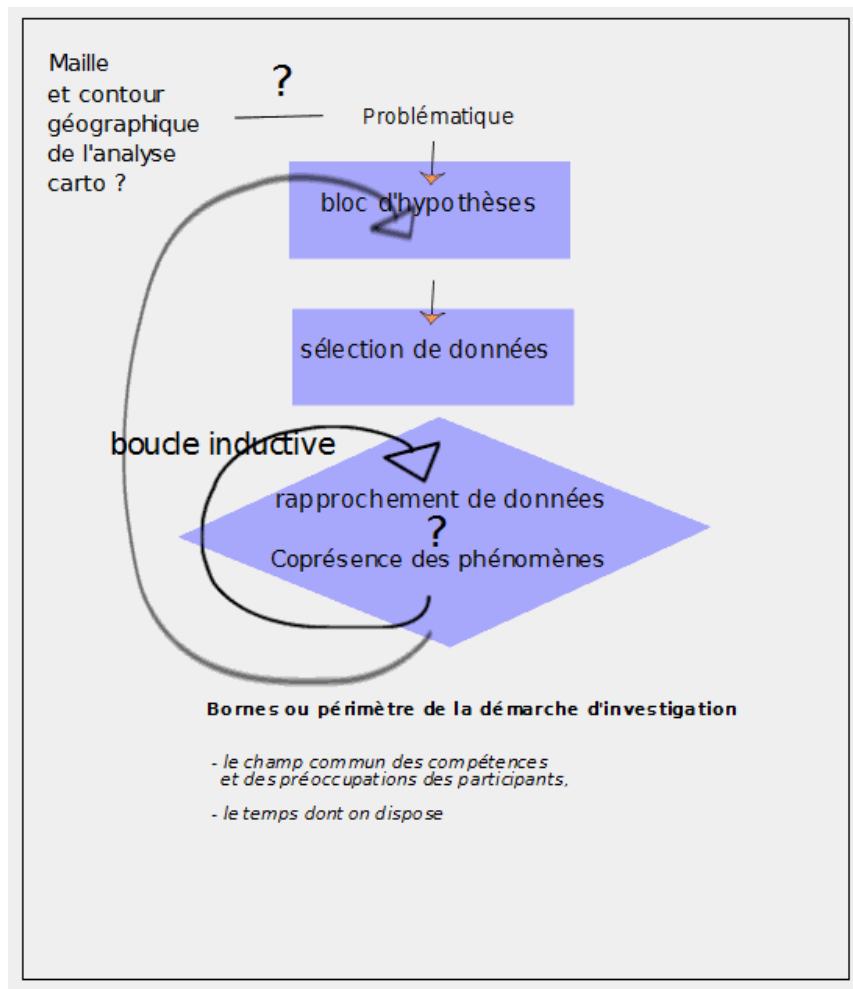 Maille
et contour
géographique
de l'analyse
carto ?
?
Problématique
bloc d'hypothèses
sélection de données
boucle inductive
rapprochement de données
?
Coprésence des phénomènes
Bornes ou périmètre de la démarche d'investigation
- le champ commun des compétences
et des préoccupations des participants,
- le temps dont on dispose